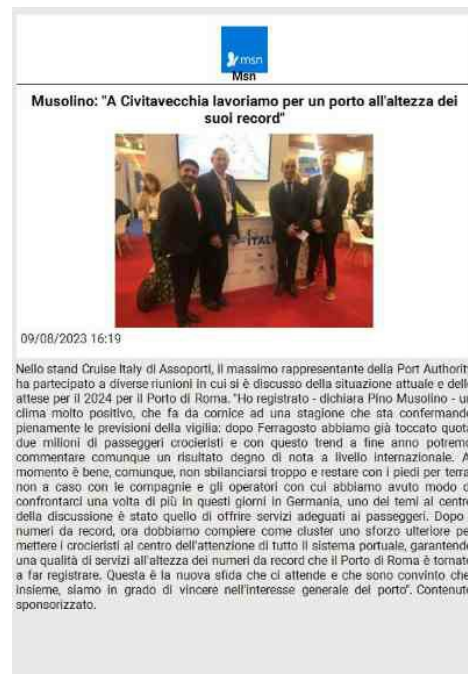 msn
Msn
Musolino: "A Civitavecchia lavoriamo per un porto all'altezza dei
suoi record"
ITALY
09/08/2023 16:19
Nello stand Cruise Italy di Assoporti, il massimo rappresentante della Port Authorit
ha partecipato a diverse riunioni in cui si è discusso della situazione attuale e dell
attese per il 2024 per il Porto di Roma. "Ho registrato - dichiara Pino Musolino - u
clima molto positivo, che fa da cornice ad una stagione che sta confermand
pienamente le previsioni della vigilia: dopo Ferragosto abbiamo già toccato quot
due milioni di passeggeri crocieristi e con questo trend a fine anno potrem
commentare comunque un risultato degno di nota a livello internazionale. A
momento è bene, comunque, non sbilanciarsi troppo e restare con i piedi per terra
non a caso con le compagnie e gli operatori con cui abbiamo avuto modo d
confrontarci una volta di più in questi giorni in Germania, uno dei temi al centr
della discussione è stato quello di offrire servizi adeguati ai passeggeri. Dopo
numeri da record, ora dobbiamo compiere come cluster uno sforzo ulteriore pe
mettere i crocieristi al centro dell'attenzione di tutto il sistema portuale, garantend
una qualità di servizi all'altezza dei numeri da record che il Porto di Roma è tornat
a far registrare. Questa è la nuova sfida che ci attende e che sono convinto che
insieme, siamo in grado di vincere nell'interesse generale del porto". Contenut
sponsorizzato.